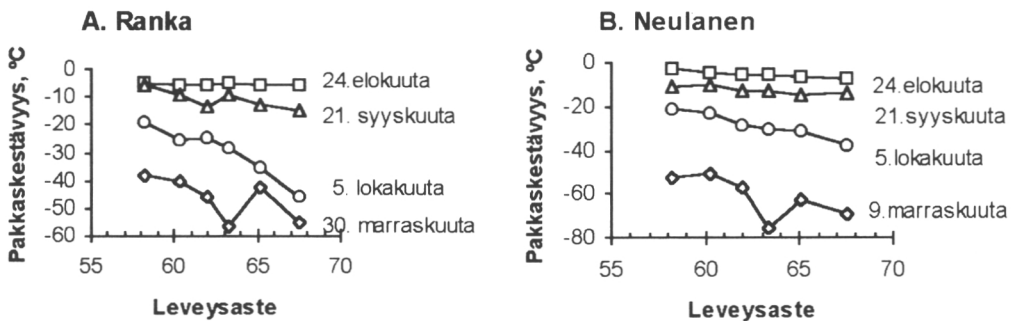 A. Ranka
Pakkaskestävyys, ºC
0
-10
-20
-30
-40
-50
-60
55
60
65
70
24.elokuuta
21. syyskuuta
5. lokakuuta
30. marraskuuta
Leveysaste
B. Neulanen
Pakkaskestävyys, ºC
0
-20
-40
-60
-80
55
60
65
70
24.elokuuta
21.syyskuuta
5.lokakuuta
9.marraskuuta
Leveysaste